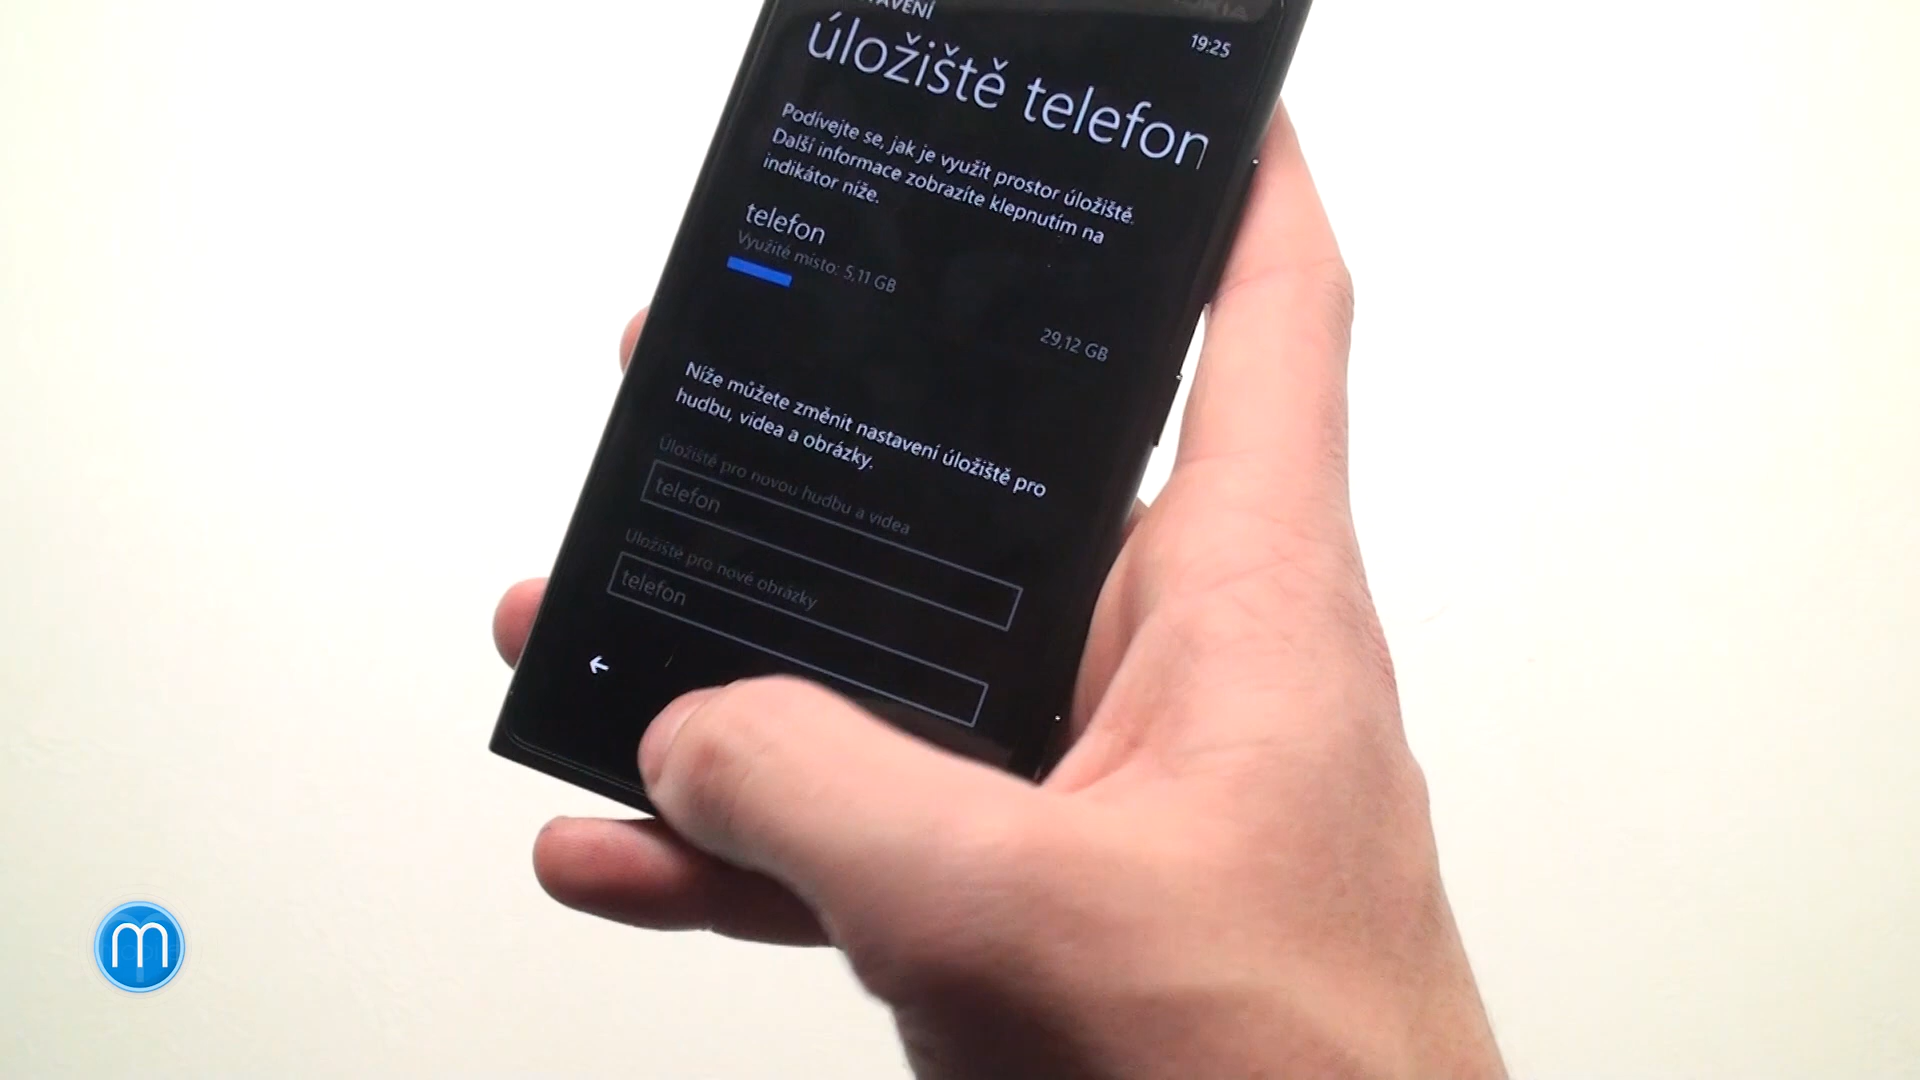 NOKIA
TAVENÍ
19:25
úložiště telefon
Podívejte se, jak je využit prostor úložiště.
Další informace zobrazíte klepnutím na
indikátor níže.
telefon
Využité místo: 5,11 GB
29,12 GB
Níže můžete změnit nastavení úložiště pro
hudbu, videa a obrázky.
Úložiště pro novou hudbu a videa
telefon
Úložiště pro nové obrázky
telefon
m